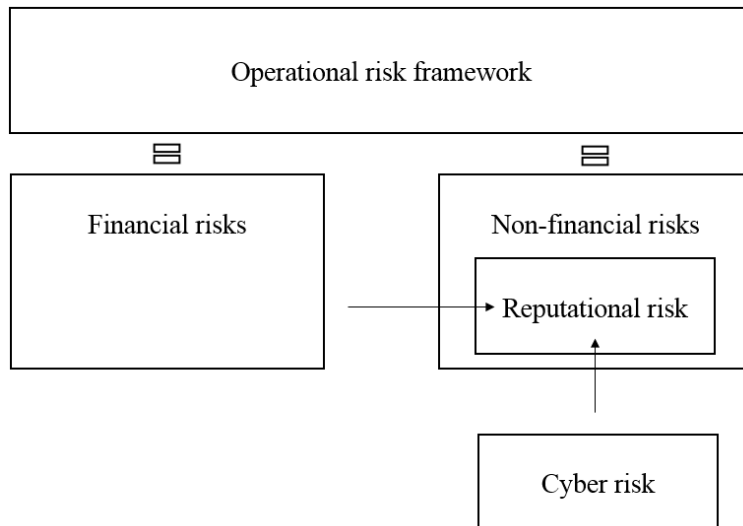 Operational risk framework
Financial risks
Non-financial risks
Reputational risk
Cyber risk